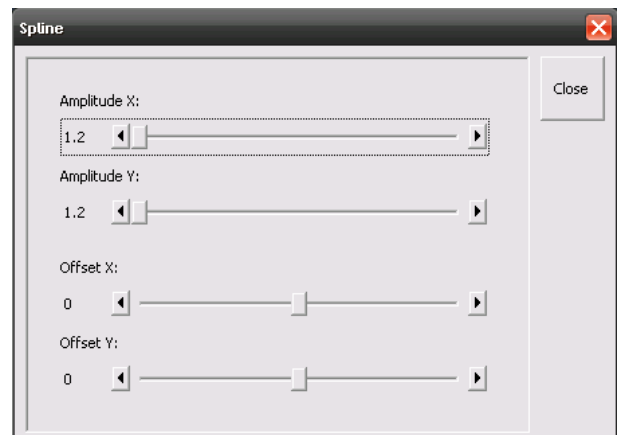 Spline
Close
Amplitude X:
1.2
Amplitude Y:
1.2
Offset X:
0
Offset Y:
0